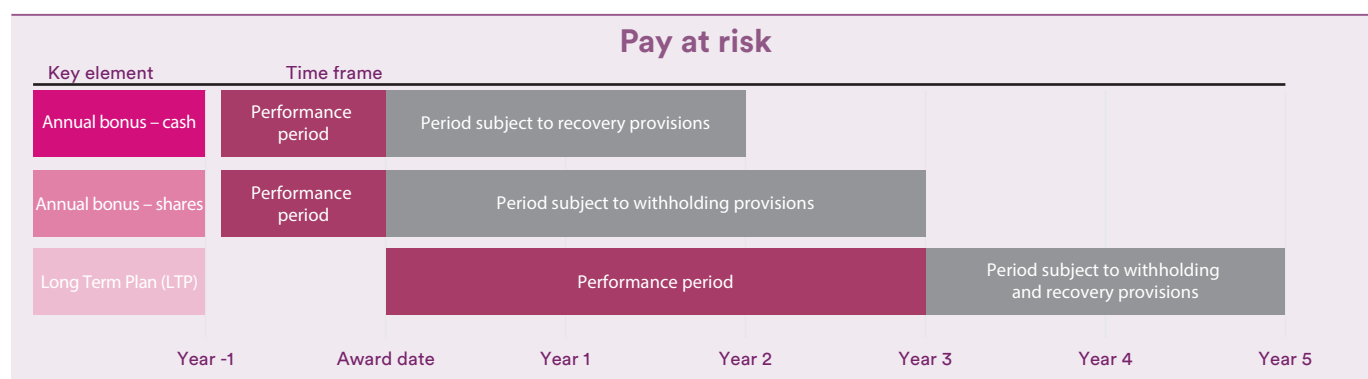 Pay at risk
Key element Time frame
Annual bonus – cash
Performance
period
Period subject to recovery provisions
Annual bonus – shares
Performance
period
Period subject to withholding provisions
Long Term Plan (LTP)
Performance period
Period subject to withholding
and recovery provisions
Year -1 Award date Year 1 Year 2 Year 3 Year 4 Year 5